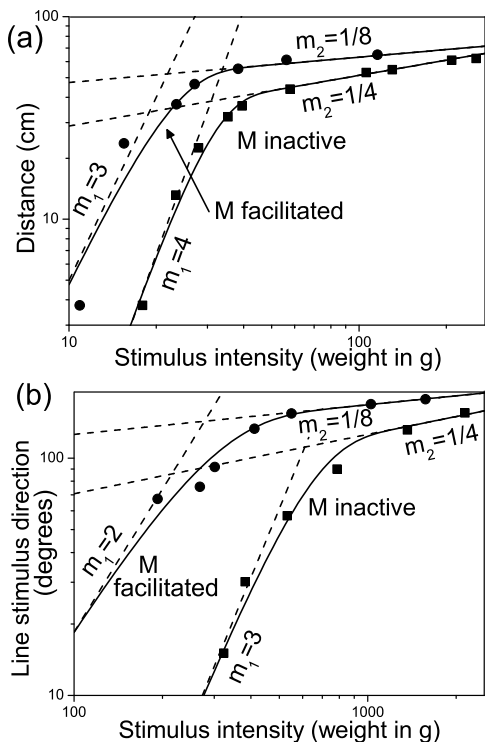 (a)
100
10
Distance (cm)
m₁=3
m₂=1/8
m₂=1/4
M inactive
M facilitated
m₁=4
10
100
Stimulus intensity (weight in g)
(b)
100
10
Line stimulus direction
(degrees)
m₂=1/8
m₂=1/4
m₁=2
M inactive
M
facilitated
m₁=3
100
1000
Stimulus intensity (weight in g)